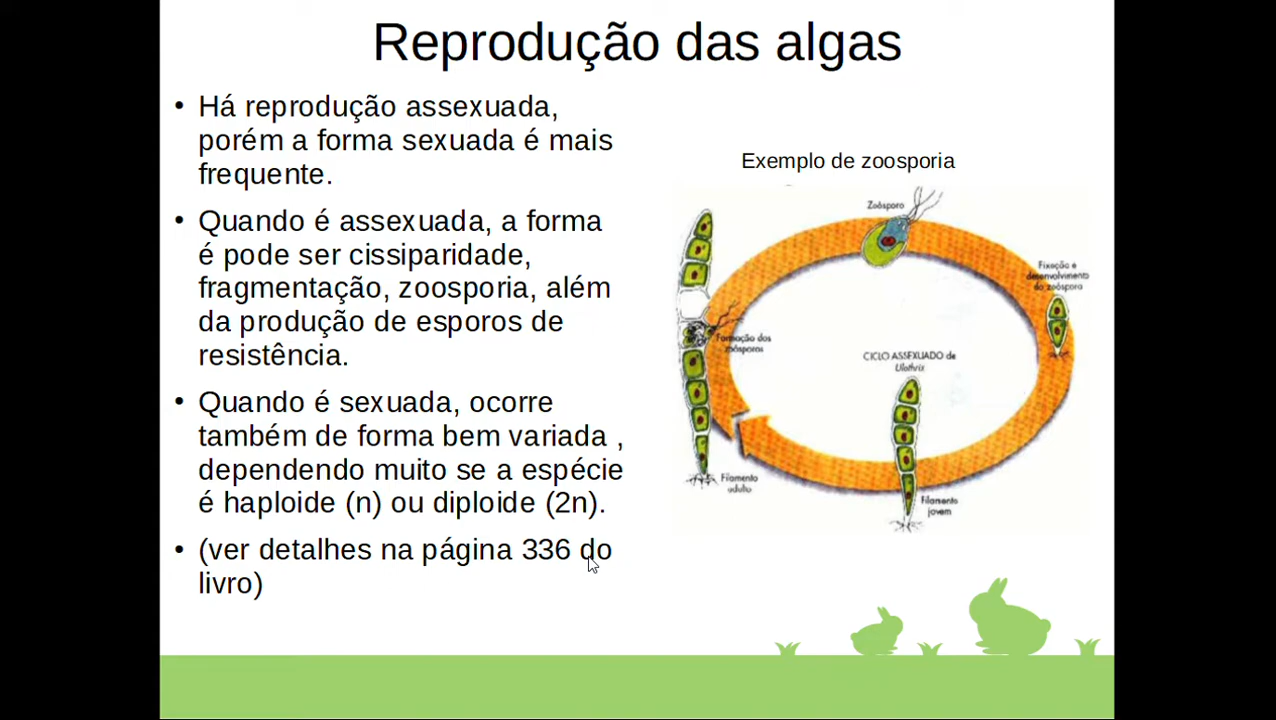 Reprodução das algas
• Há reprodução assexuada,
porém a forma sexuada é mais
frequente.
• Quando é assexuada, a forma
é pode ser cissiparidade,
fragmentação, zoosporia, além
da produção de esporos de
resistência.
• Quando é sexuada, ocorre
também de forma bem variada ,
dependendo muito se a espécie
é haploide (n) ou diploide (2n).
• (ver detalhes na página 336 do
livro)
Exemplo de zoosporia
Zoósporo
Fixação e
desenvolvimento
do zoósporo
Formação dos
zoósporos
CICLO ASSEXUADO de
Ulothrix
Filamento
adulto
Filamento
jovem